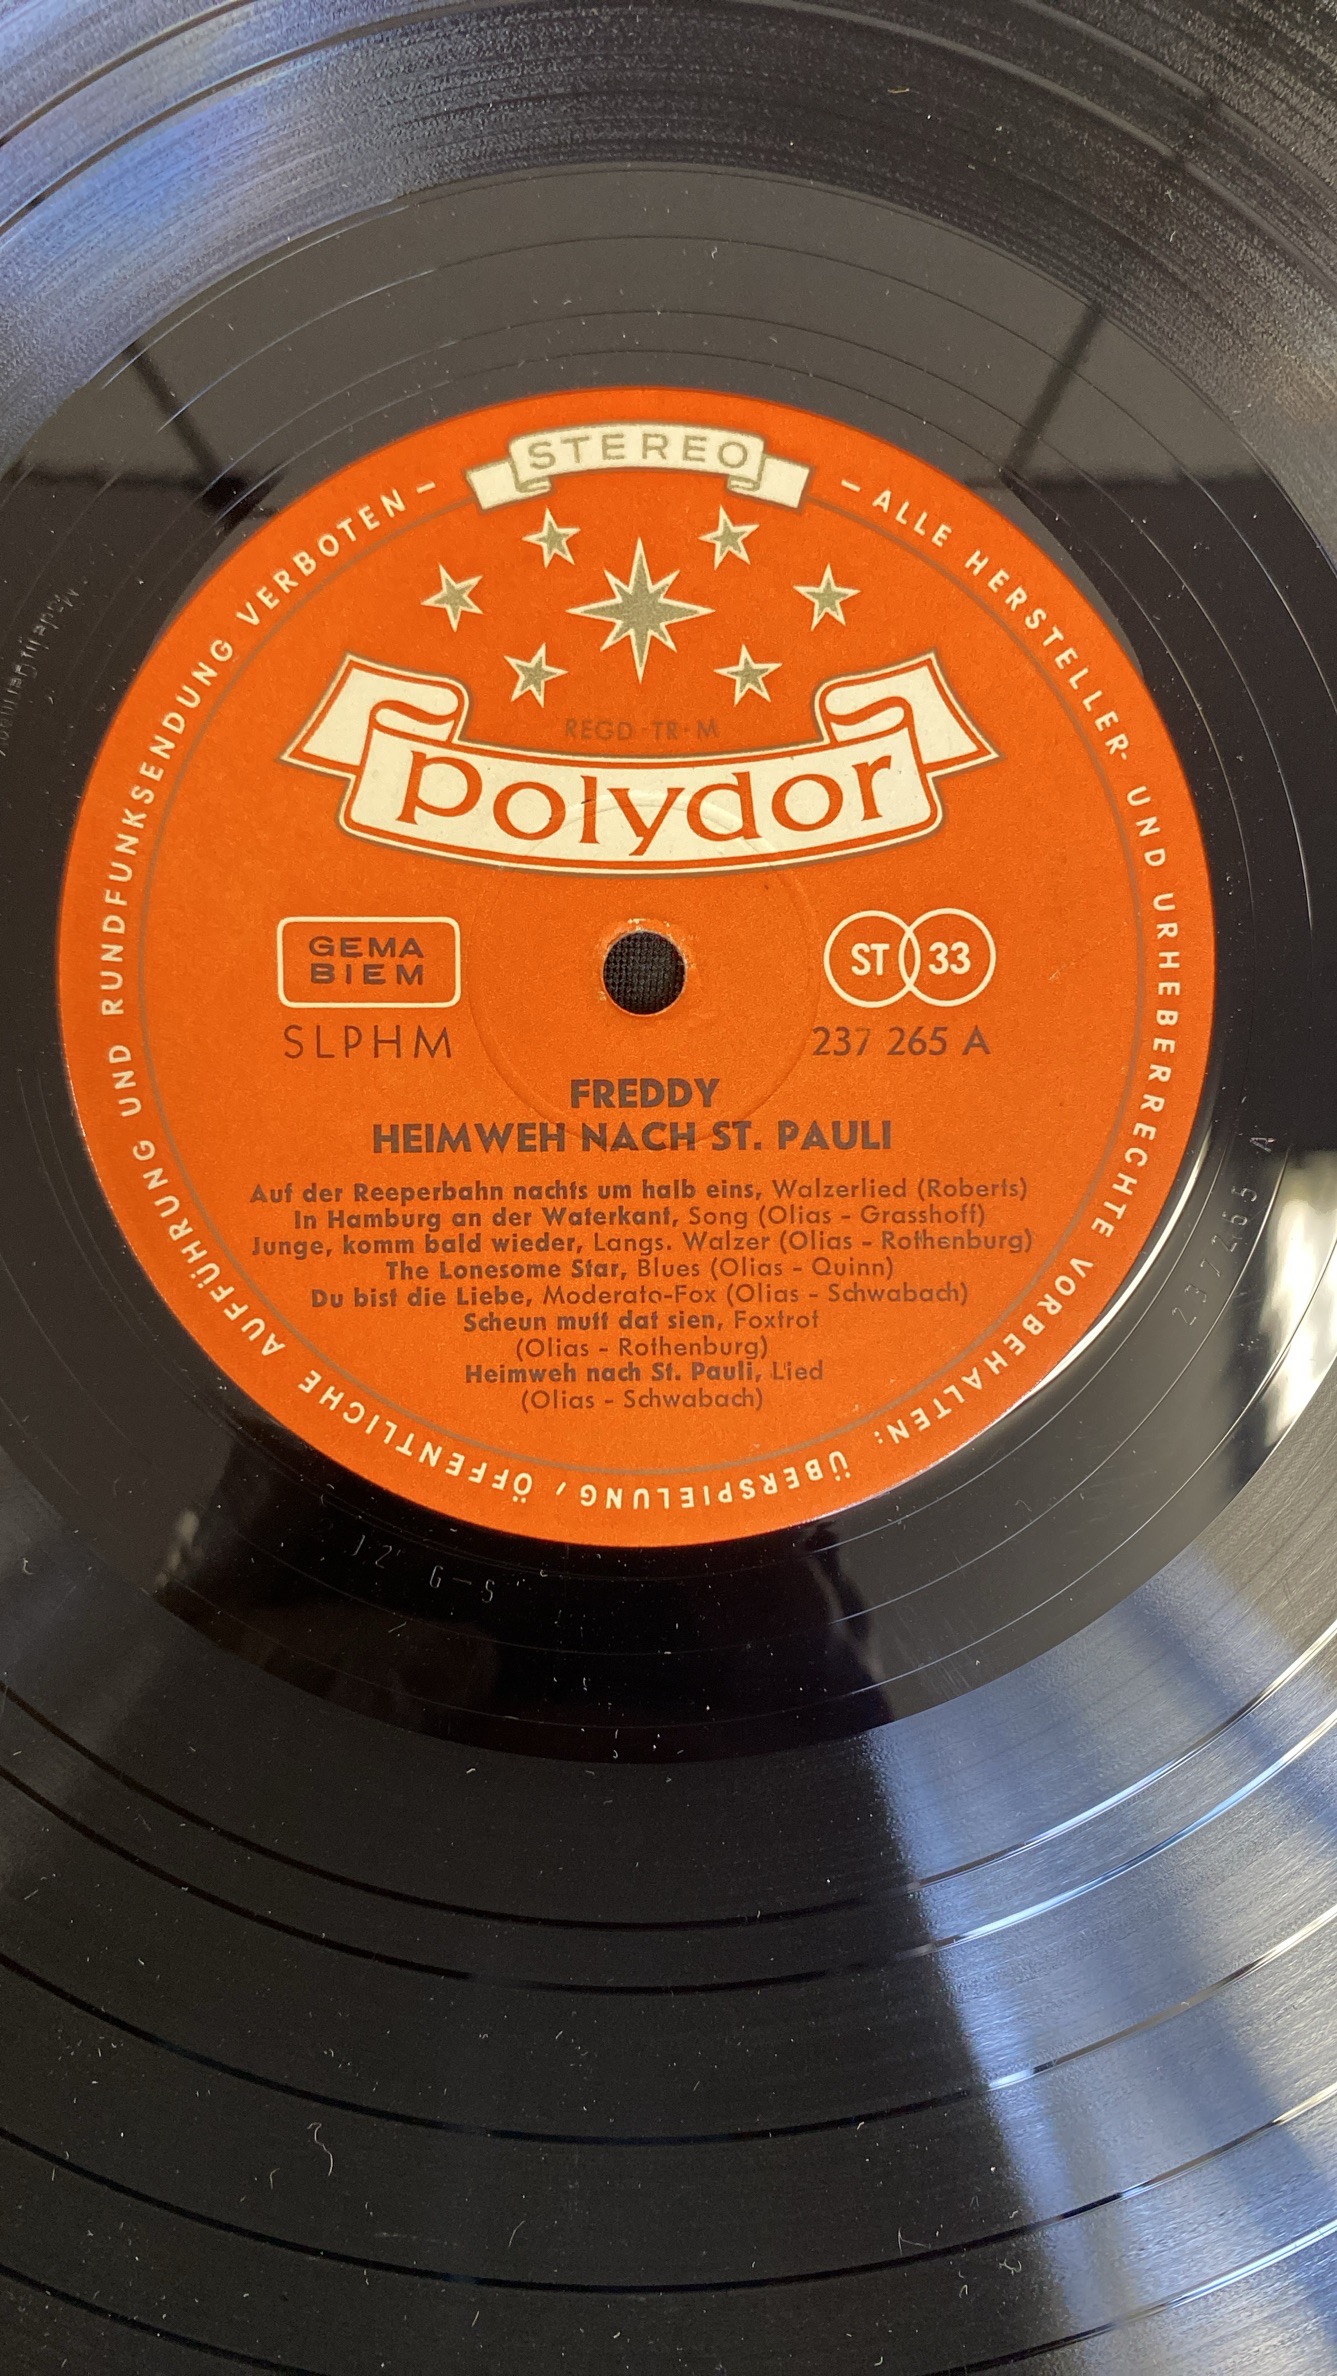 STEREO
- ALLE HERSTELLER- UND URHEBERRECHTE VORBEHALTEN: ÜBERSPIELUNG / ÖFFENTLICHE AUFFÜHRUNG UND RUNDFUNKSENDUNG VERBOTEN -
REGD·TR·M
polydor
GEMA
BIEM
ST 33
SLPHM
237 265 A
FREDDY
HEIMWEH NACH ST. PAULI
Auf der Reeperbahn nachts um halb eins, Walzerlied (Roberts)
In Hamburg an der Waterkant, Song (Olias - Grasshoff)
Junge, komm bald wieder, Langs. Walzer (Olias - Rothenburg)
The Lonesome Star, Blues (Olias - Quinn)
Du bist die Liebe, Moderato-Fox (Olias - Schwabach)
Scheun mutt dat sien, Foxtrot
(Olias - Rothenburg)
Heimweh nach St. Pauli, Lied
(Olias - Schwabach)
Made in Germany
237265 A